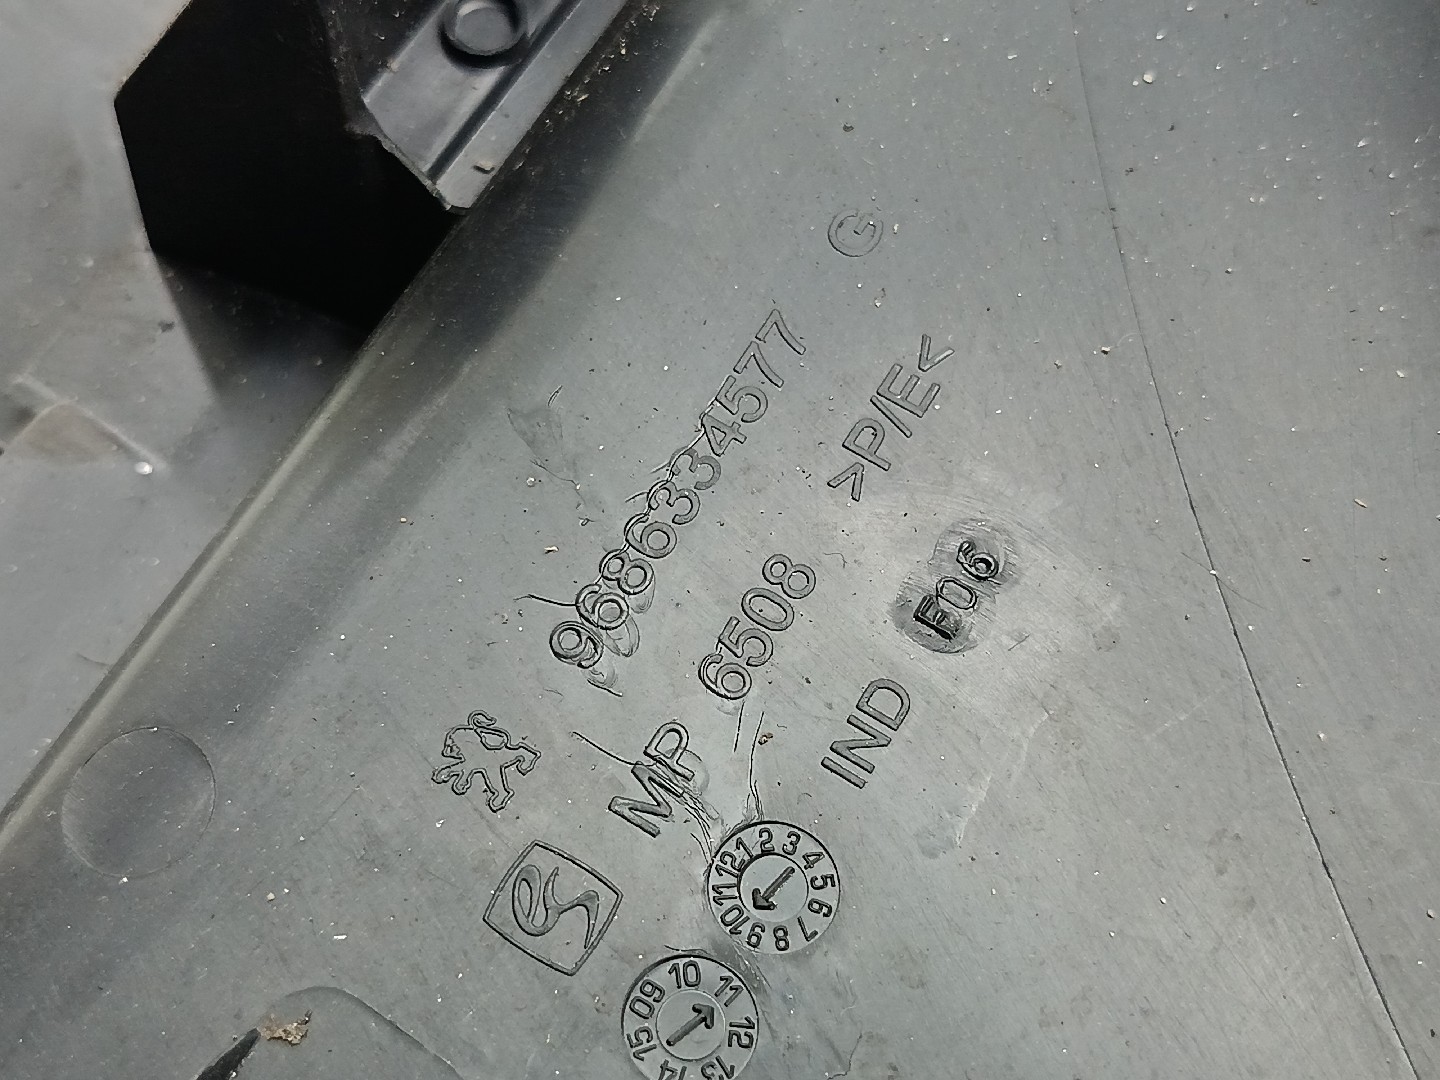 G
9686334577
>P/E<
MP 6508
IND F06
1 2 3 4 5 6 7 8 9 10 11 12
09 10 11 12 13 14 15